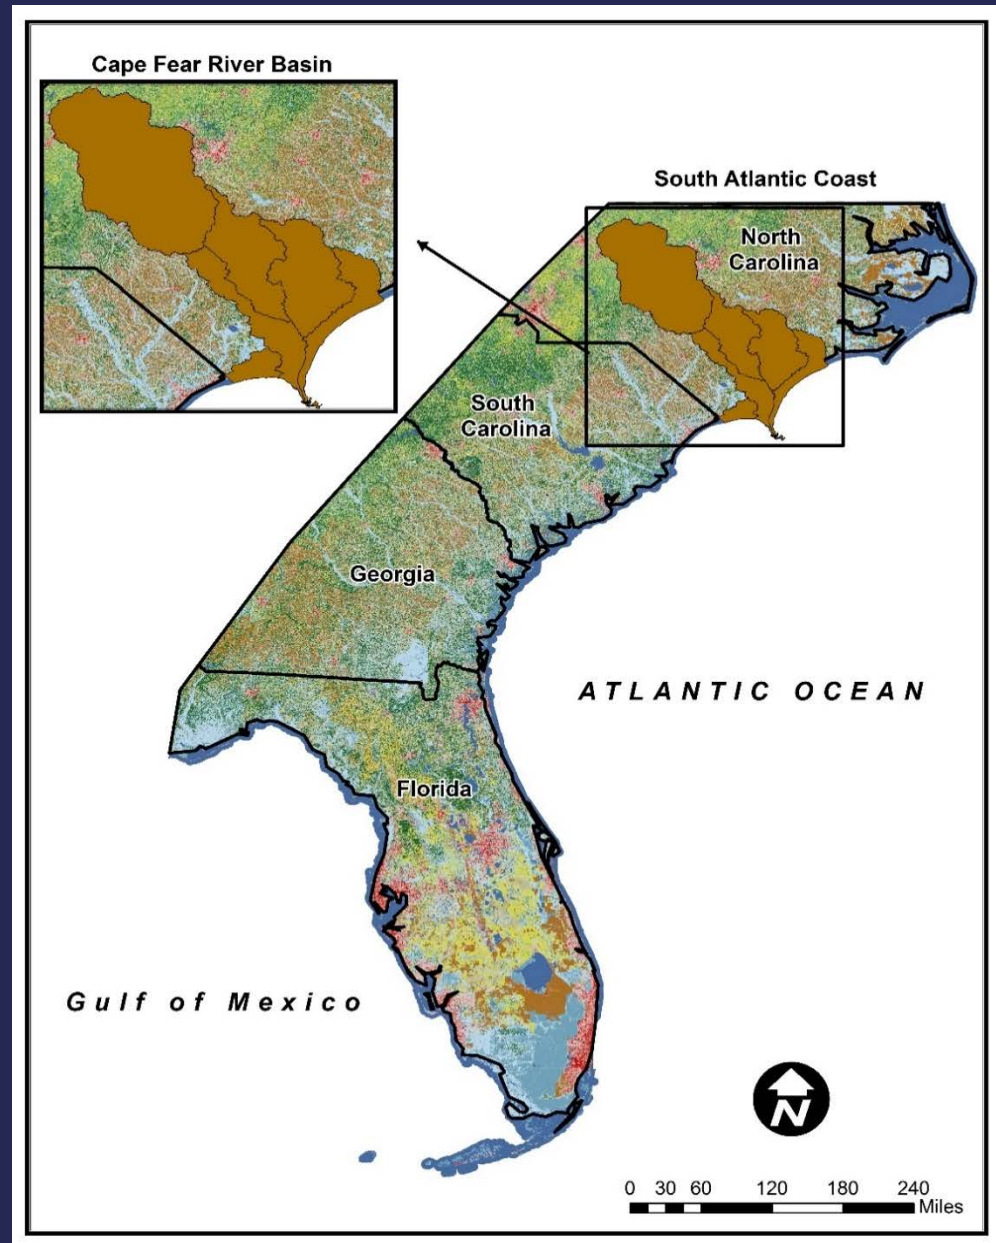 Cape Fear River Basin
South Atlantic Coast
North
Carolina
South
Carolina
Georgia
ATLANTIC OCEAN
Florida
Gulf of Mexico
N
0 30 60 120 180 240
Miles